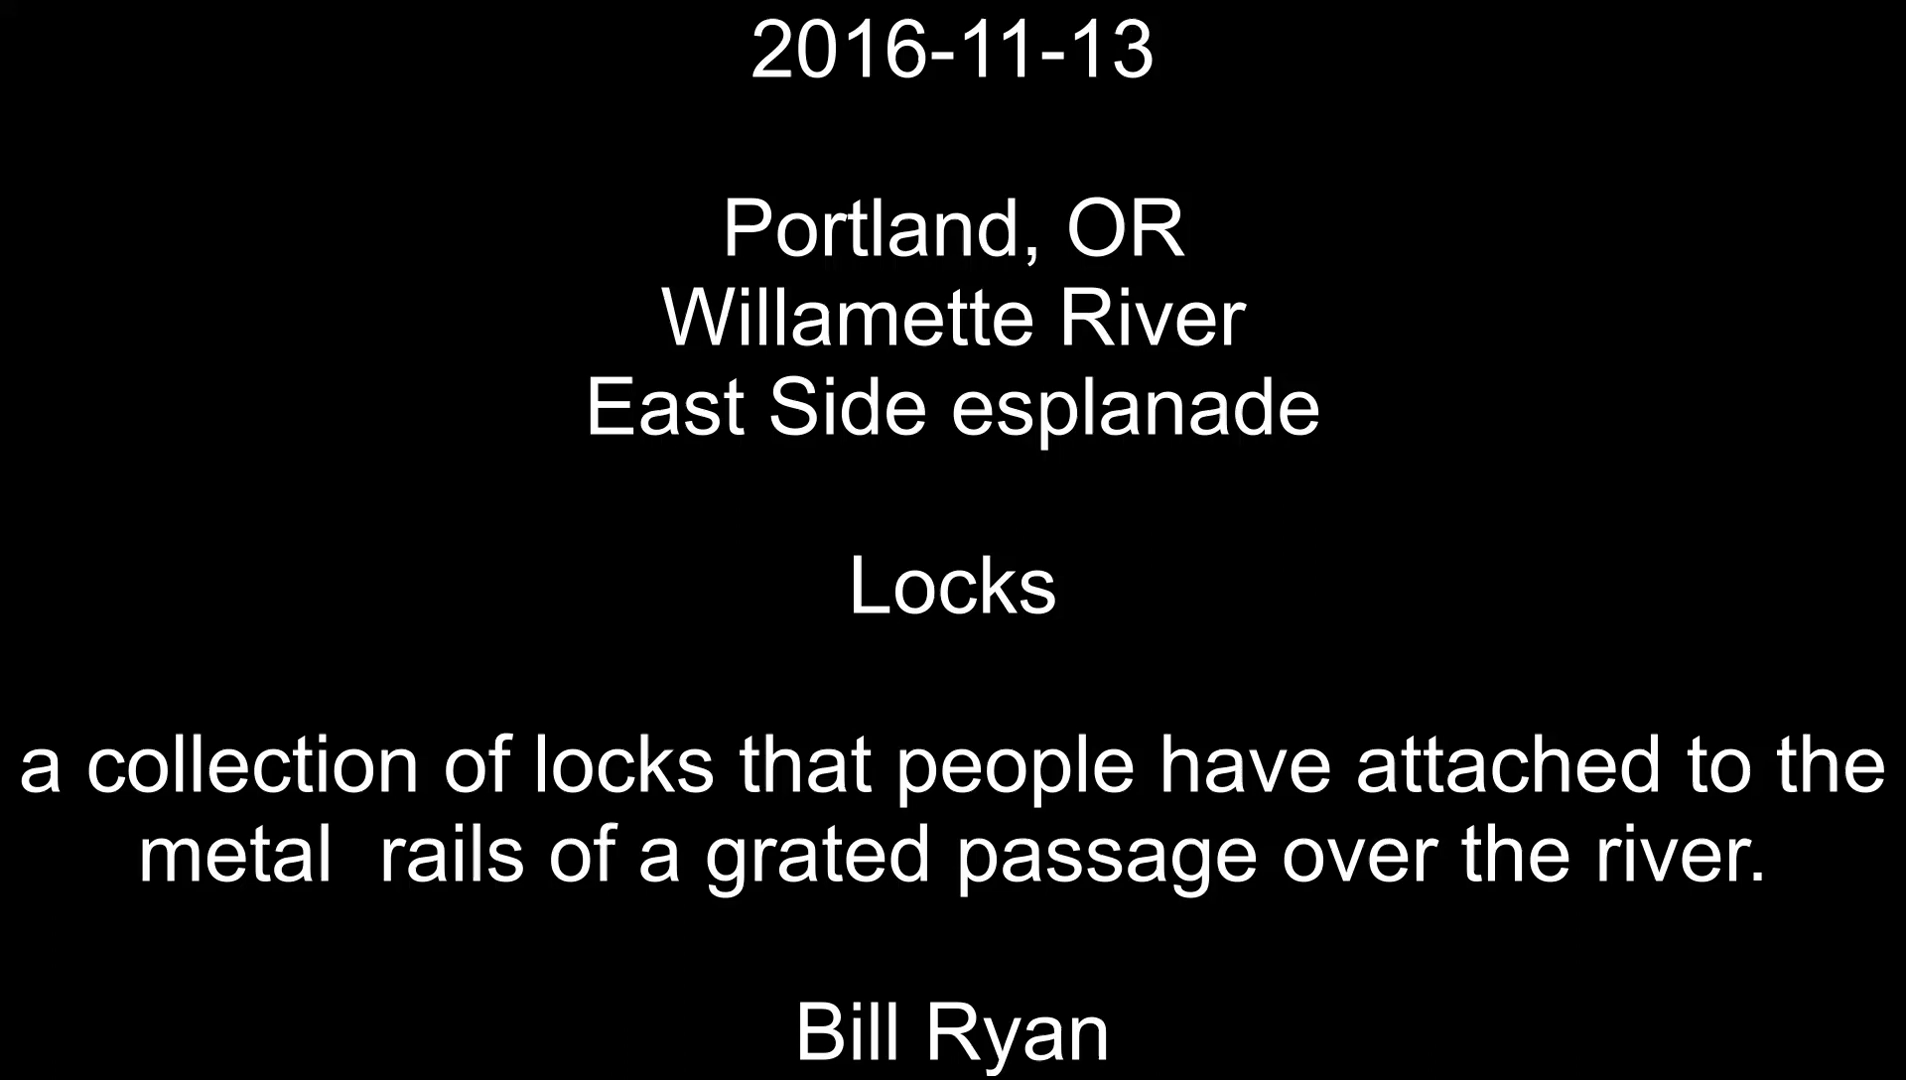 2016-11-13
Portland, OR
Willamette River
East Side esplanade
Locks
a collection of locks that people have attached to the
metal  rails of a grated passage over the river.
Bill Ryan